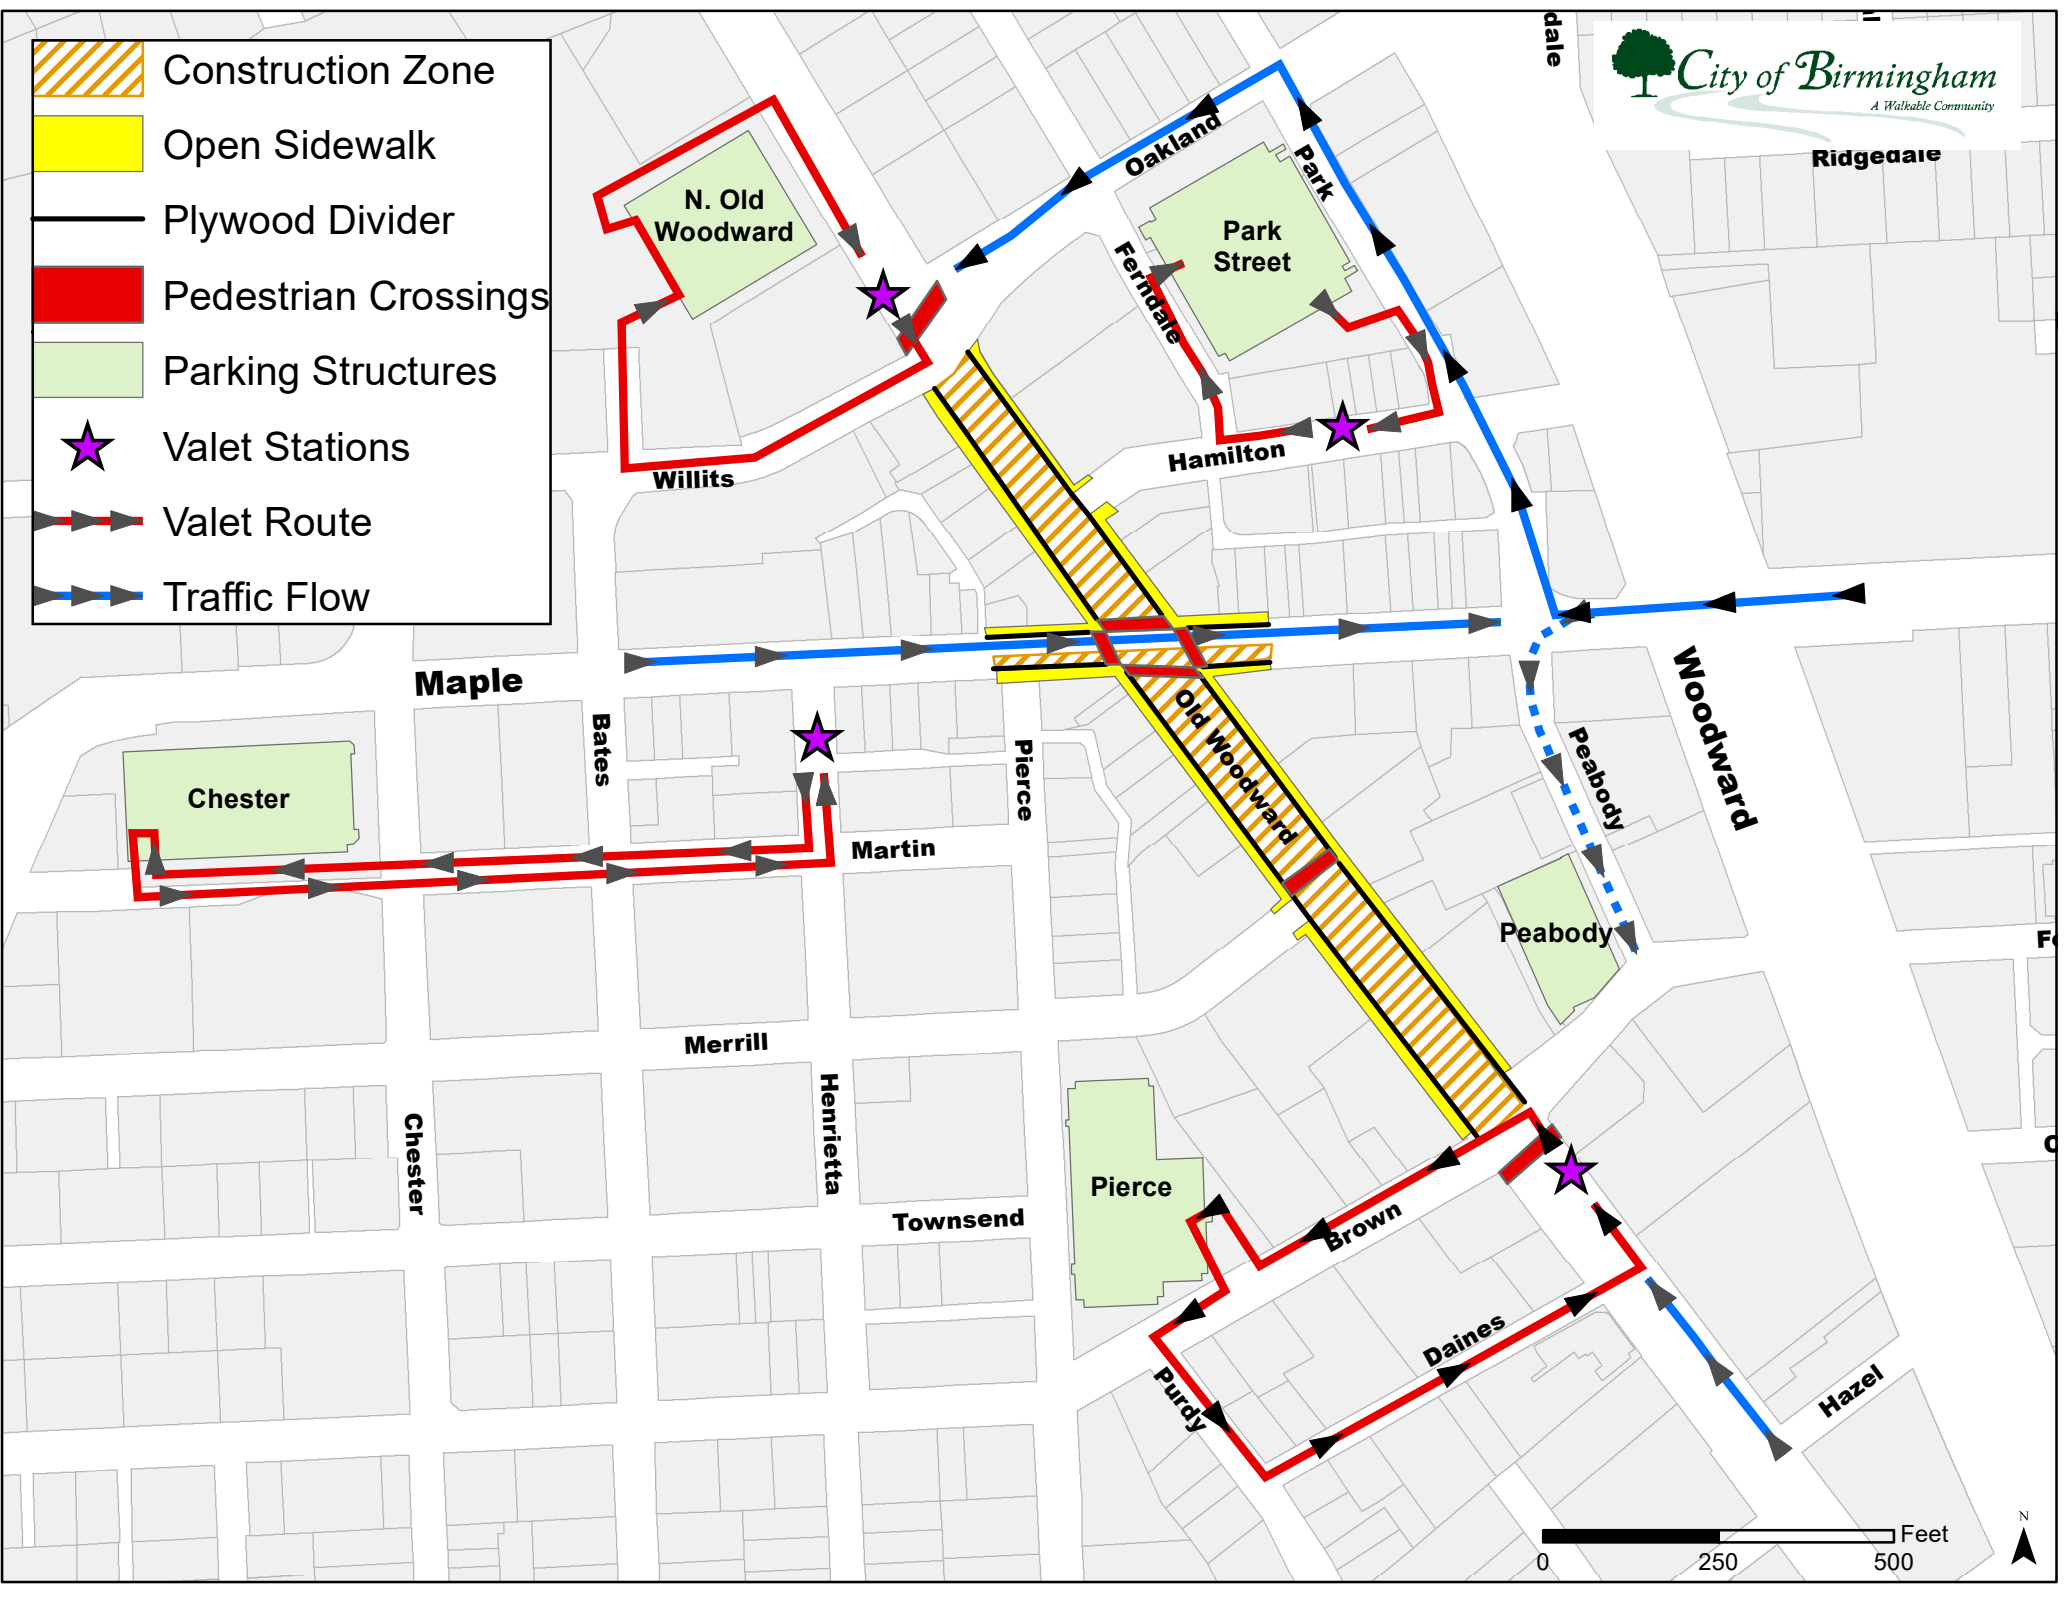 Construction Zone
Open Sidewalk
Plywood Divider
Pedestrian Crossings
Parking Structures
Valet Stations
Valet Route
Traffic Flow
City of Birmingham
A Walkable Community
dale
Ridgedale
N. Old
Woodward
Oakland
Park
Park
Street
Ferndale
Hamilton
Willits
Maple
Bates
Pierce
Old Woodward
Woodward
Peabody
Chester
Martin
Peabody
Merrill
Henrietta
Chester
Pierce
Townsend
Brown
Daines
Purdy
Hazel
N
Feet
0 250 500